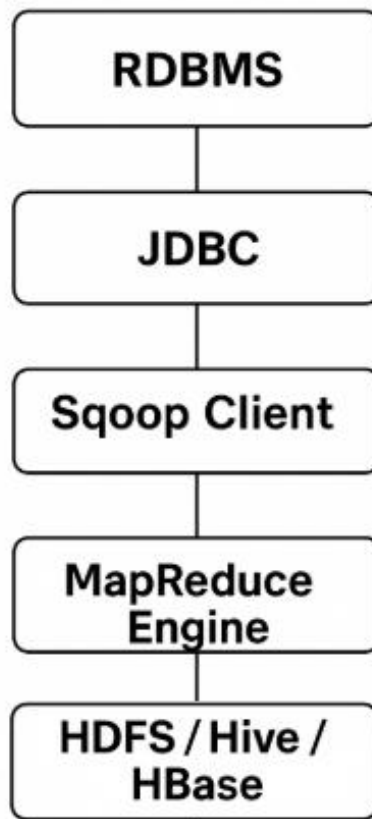 RDBMS
JDBC
Sqoop Client
MapReduce
Engine
HDFS / Hive /
HBase